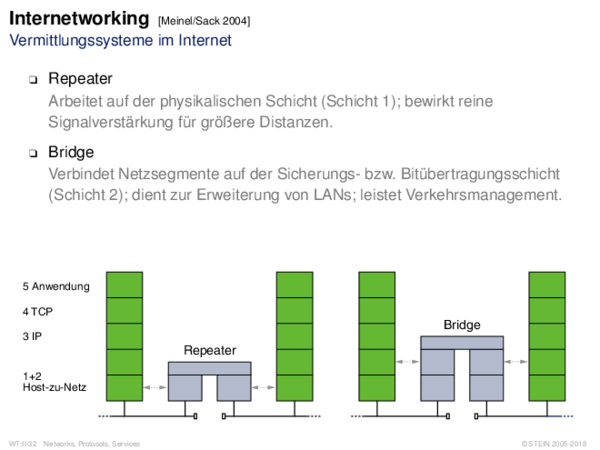 Internetworking [Meinel/Sack 2004]
Vermittlungssysteme im Internet
❑ Repeater
Arbeitet auf der physikalischen Schicht (Schicht 1); bewirkt reine
Signalverstärkung für größere Distanzen.
❑ Bridge
Verbindet Netzsegmente auf der Sicherungs- bzw. Bitübertragungsschicht
(Schicht 2); dient zur Erweiterung von LANs; leistet Verkehrsmanagement.
5 Anwendung
4 TCP
3 IP
1+2
Host-zu-Netz
Repeater
Bridge
WT:II-32 Networks, Protocols, Services
© STEIN 2005-2018